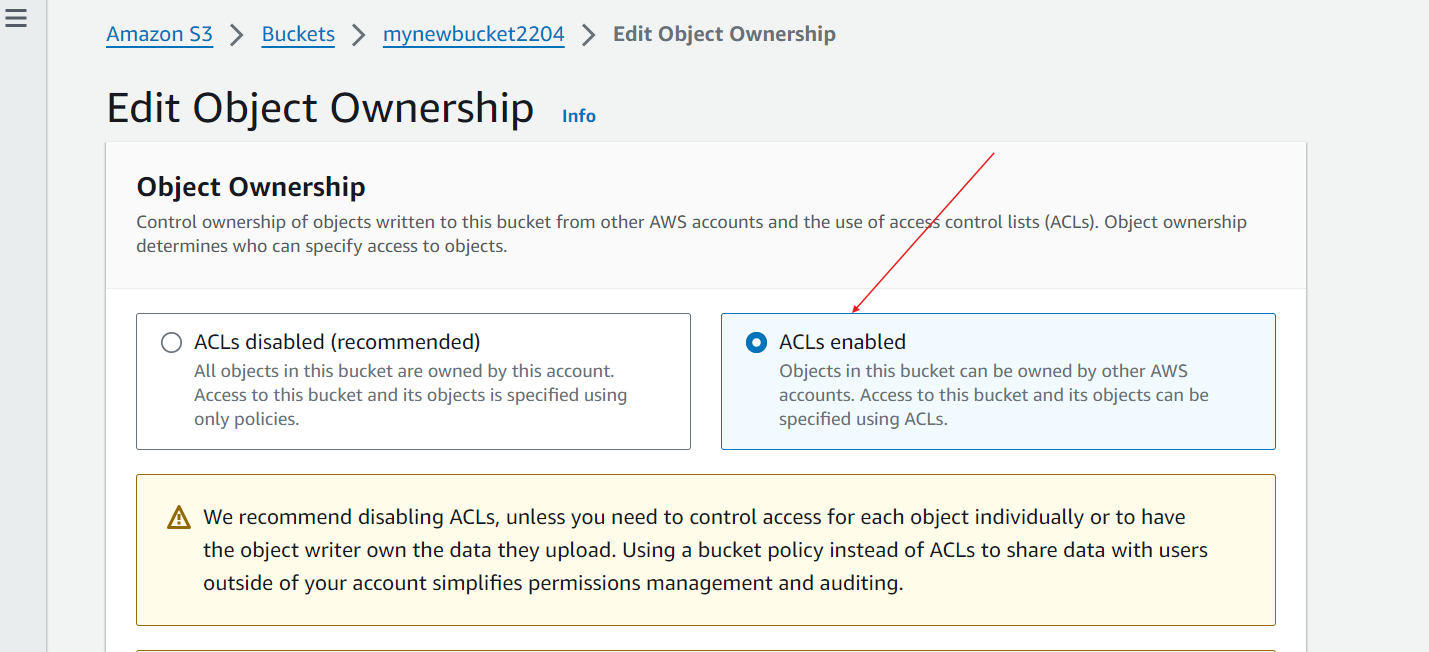 Amazon S3 > Buckets > mynewbucket2204 > Edit Object Ownership
Edit Object Ownership Info
Object Ownership
Control ownership of objects written to this bucket from other AWS accounts and the use of access control lists (ACLs). Object ownership
determines who can specify access to objects.
ACLs disabled (recommended)
All objects in this bucket are owned by this account.
Access to this bucket and its objects is specified using
only policies.
ACLs enabled
Objects in this bucket can be owned by other AWS
accounts. Access to this bucket and its objects can be
specified using ACLs.
We recommend disabling ACLs, unless you need to control access for each object individually or to have
the object writer own the data they upload. Using a bucket policy instead of ACLs to share data with users
outside of your account simplifies permissions management and auditing.